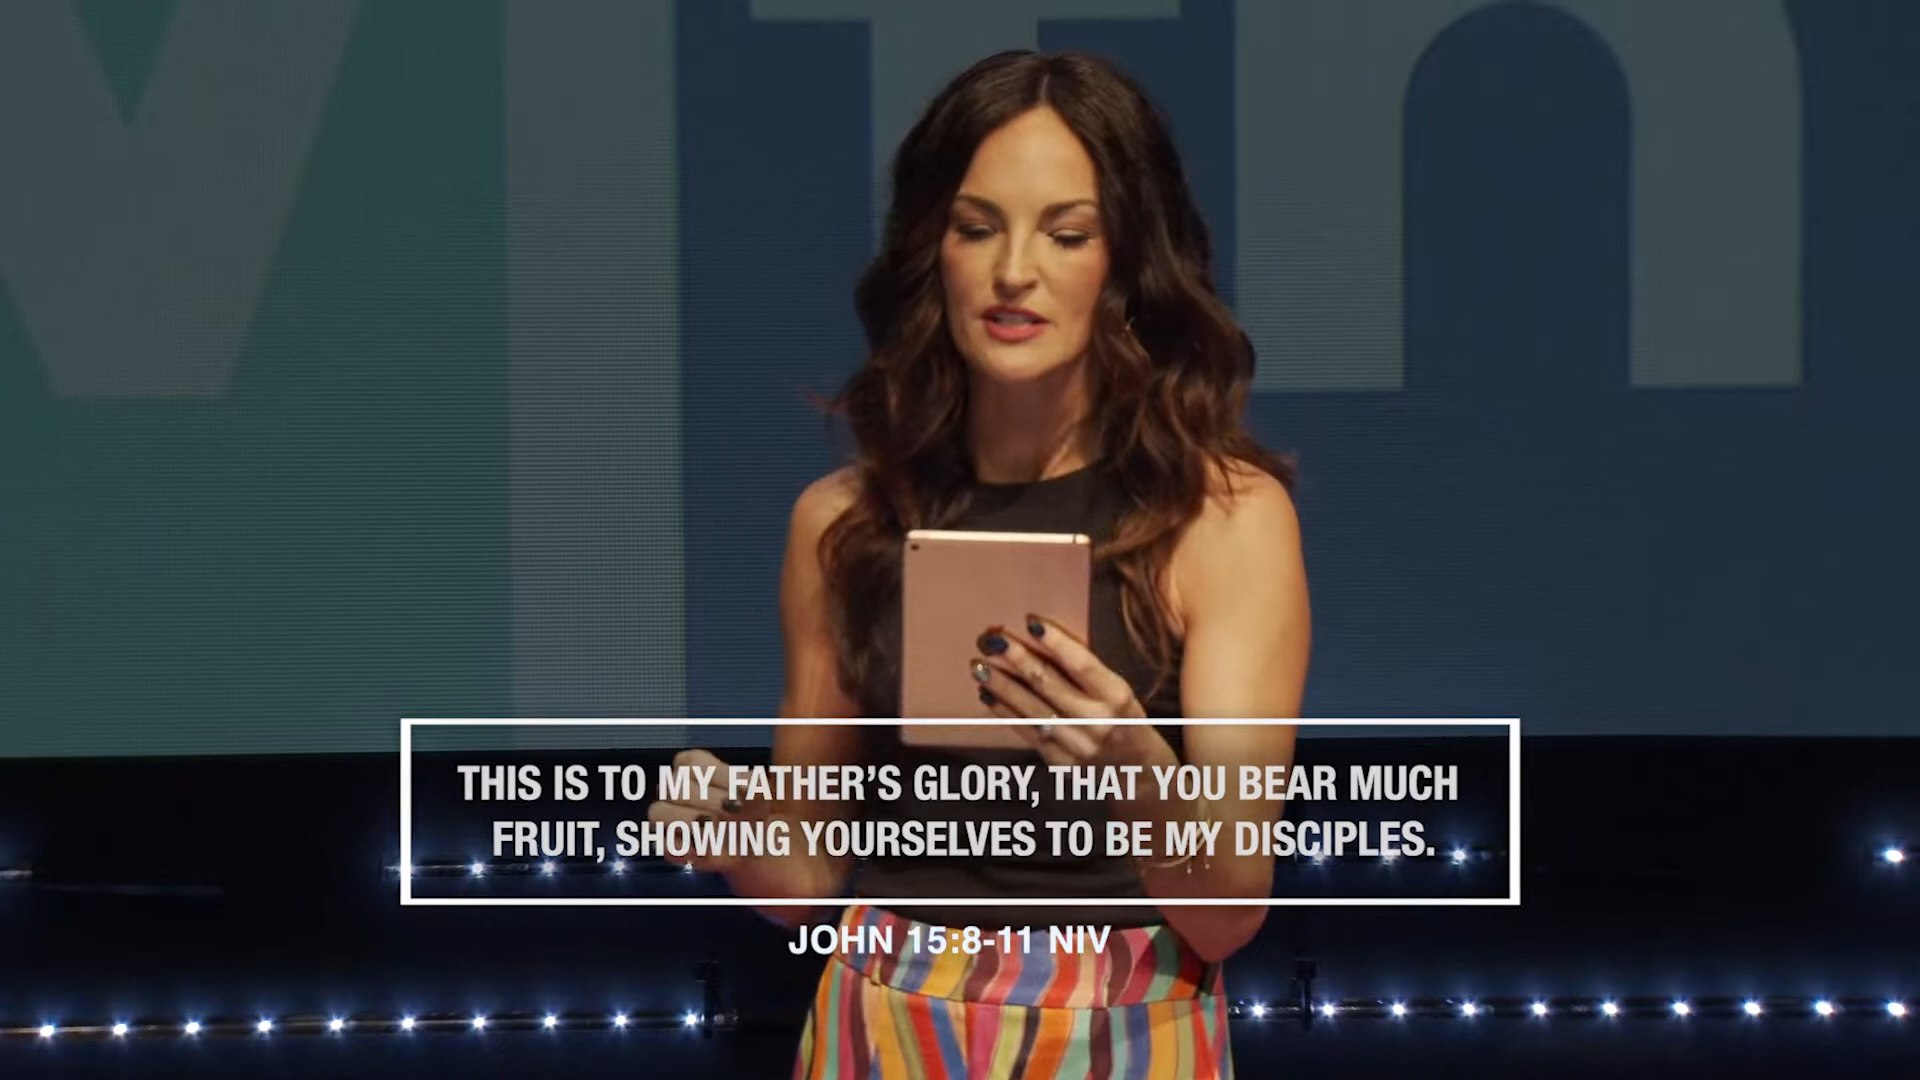 THIS IS TO MY FATHER’S GLORY, THAT YOU BEAR MUCH
FRUIT, SHOWING YOURSELVES TO BE MY DISCIPLES.
JOHN 15:8-11 NIV